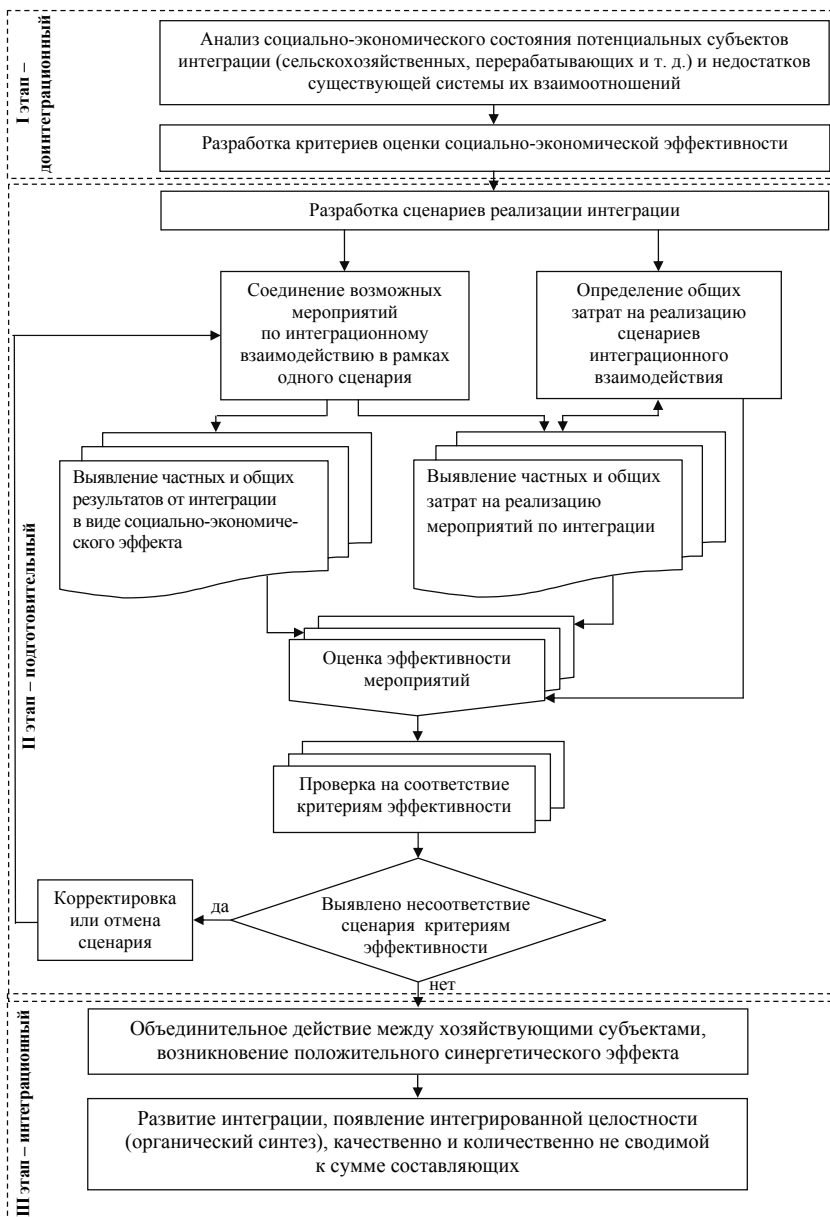 I этап –
доинтеграционный
Анализ социально-экономического состояния потенциальных субъектов
интеграции (сельскохозяйственных, перерабатывающих и т. д.) и недостатков
существующей системы их взаимоотношений
Разработка критериев оценки социально-экономической эффективности
II этап – подготовительный
Разработка сценариев реализации интеграции
Соединение возможных
мероприятий
по интеграционному
взаимодействию в рамках
одного сценария
Определение общих
затрат на реализацию
сценариев
интеграционного
взаимодействия
Выявление частных и общих
результатов от интеграции
в виде социально-экономиче-
ского эффекта
Выявление частных и общих
затрат на реализацию
мероприятий по интеграции
Оценка эффективности
мероприятий
Проверка на соответствие
критериям эффективности
Корректировка
или отмена
сценария
да
Выявлено несоответствие
сценария критериям
эффективности
нет
III этап – интеграционный
Объединительное действие между хозяйствующими субъектами,
возникновение положительного синергетического эффекта
Развитие интеграции, появление интегрированной целостности
(органический синтез), качественно и количественно не сводимой
к сумме составляющих